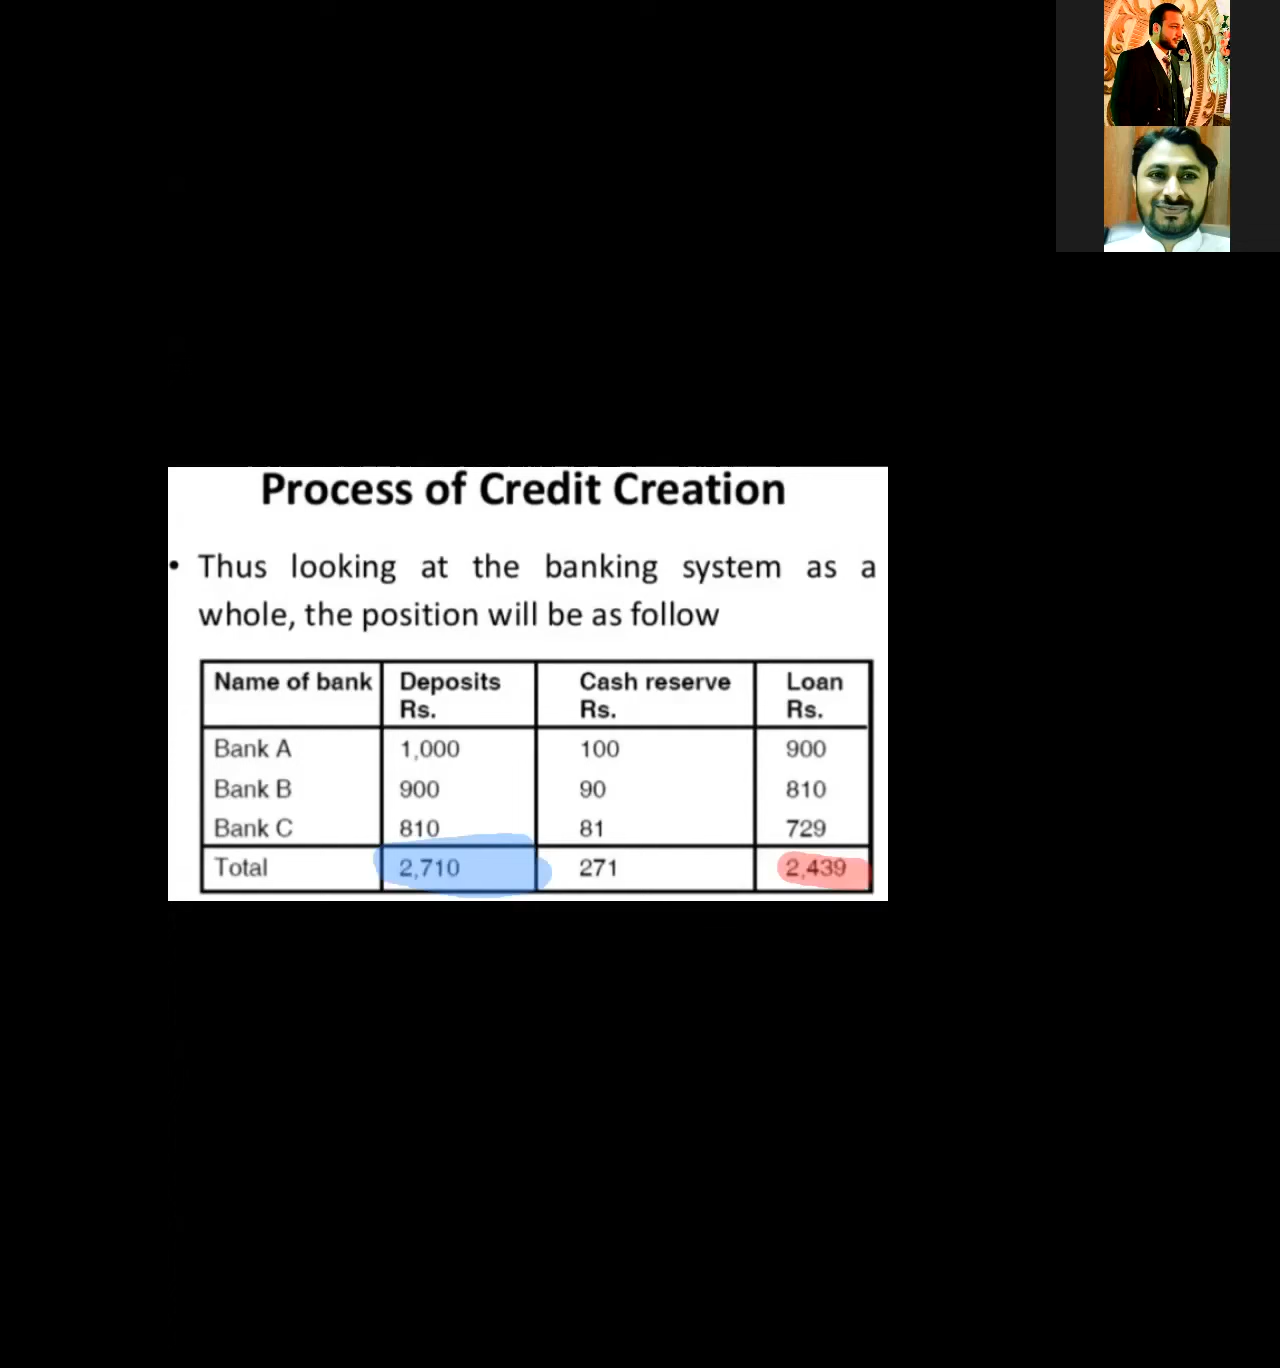 Process of Credit Creation
• Thus looking at the banking system as a
whole, the position will be as follow
Name of bank Deposits Rs. Cash reserve Rs. Loan Rs.
Bank A 1,000 100 900
Bank B 900 90 810
Bank C 810 81 729
Total 2,710 271 2,439